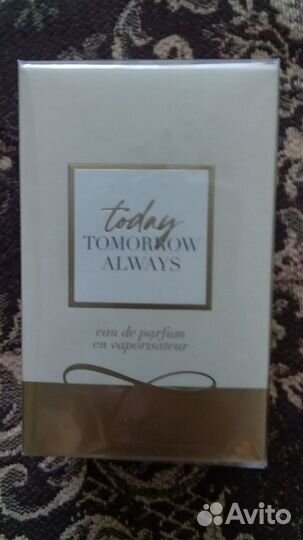 today
TOMORROW
ALWAYS
eau de parfum
en vaporisateur
Avito